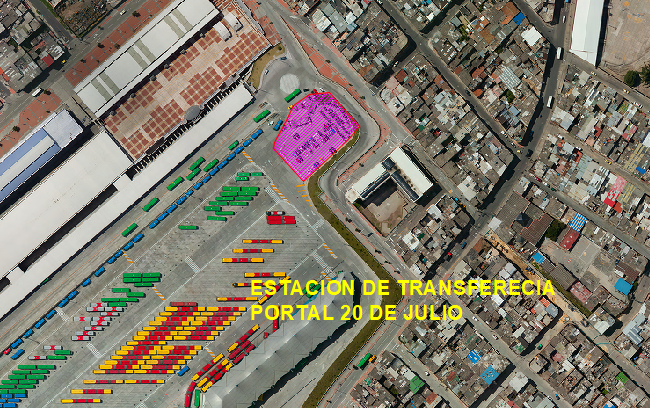 ESTACION DE TRANSFERECIA
PORTAL 20 DE JULIO